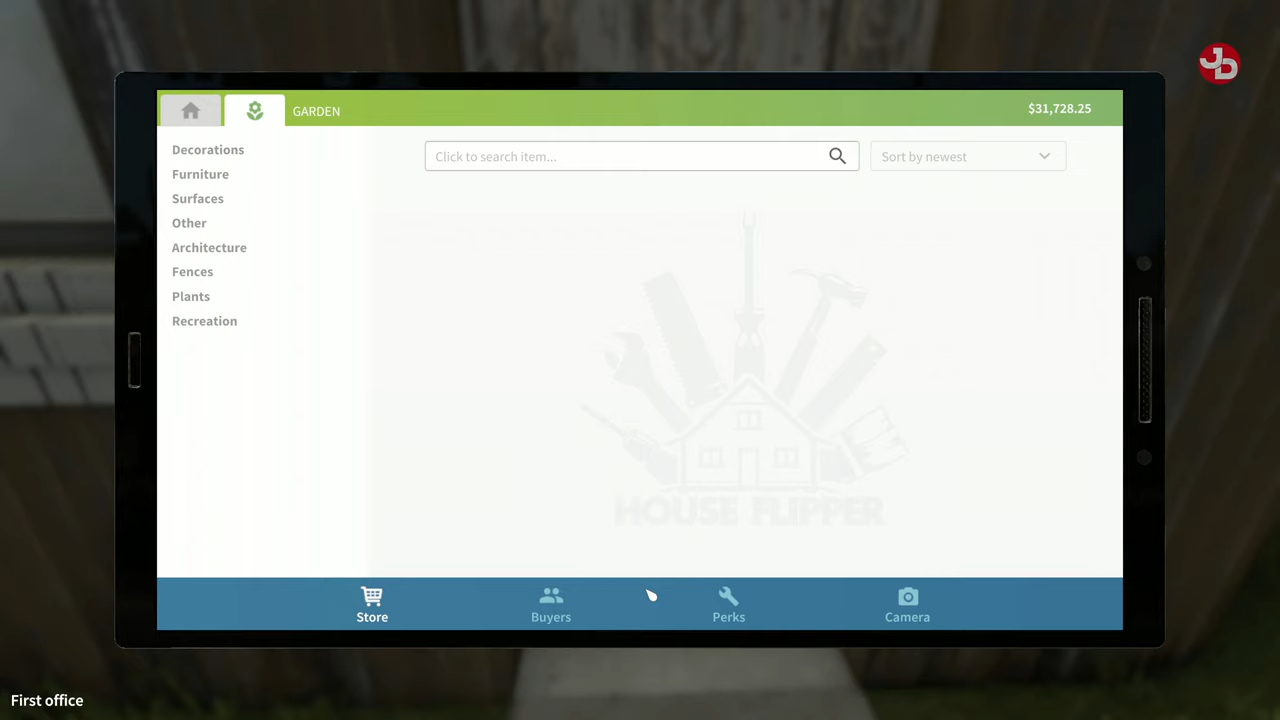 JD
GARDEN
$31,728.25
Decorations
Furniture
Surfaces
Other
Architecture
Fences
Plants
Recreation
Click to search item...
Sort by newest
HOUSE FLIPPER
Store
Buyers
Perks
Camera
First office